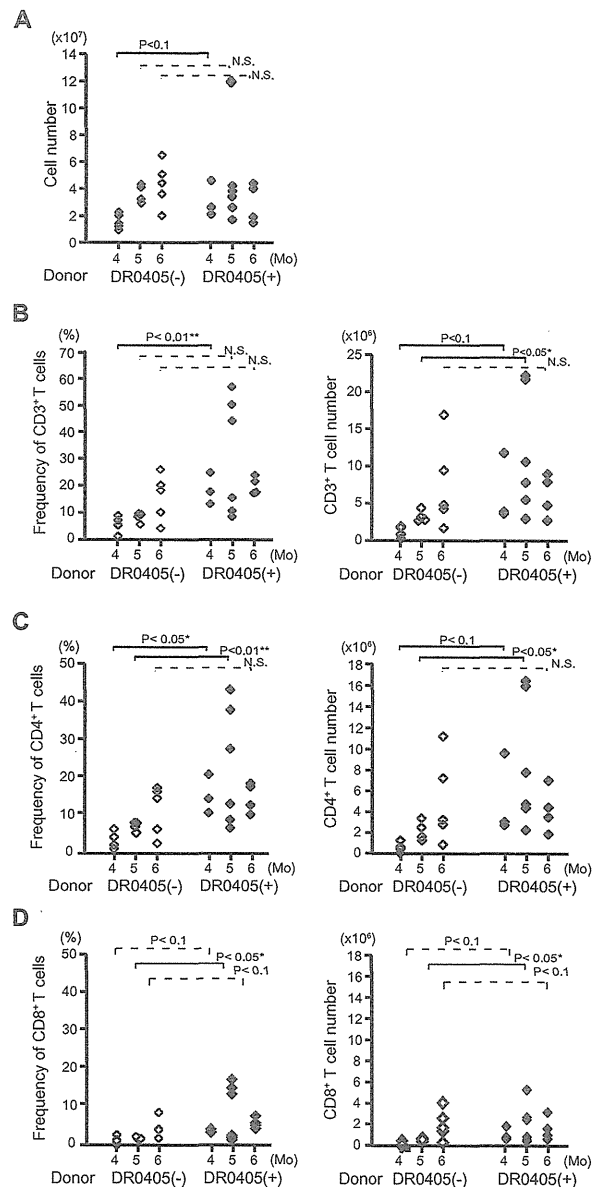 A
(x10⁷)
P<0.1
N.S.
N.S.
14
12
10
8
6
4
2
0
Cell number
4 5 6 4 5 6 (Mo)
Donor DR0405(-) DR0405(+)
B
(%)
P< 0.01**
N.S.
N.S.
70
60
50
40
30
20
10
0
Frequency of CD3⁺ T cells
4 5 6 4 5 6 (Mo)
Donor DR0405(-) DR0405(+)
(x10⁶)
P<0.1
P<0.05*
N.S.
25
20
15
10
5
0
CD3⁺ T cell number
4 5 6 4 5 6 (Mo)
Donor DR0405(-) DR0405(+)
C
(%)
P< 0.05*
P<0.01**
N.S.
50
40
30
20
10
0
Frequency of CD4⁺ T cells
4 5 6 4 5 6 (Mo)
Donor DR0405(-) DR0405(+)
(x10⁶)
P< 0.1
P<0.05*
N.S.
18
16
14
12
10
8
6
4
2
0
CD4⁺ T cell number
4 5 6 4 5 6 (Mo)
Donor DR0405(-) DR0405(+)
D
(%)
P< 0.1
P< 0.05*
P< 0.1
50
40
30
20
10
0
Frequency of CD8⁺ T cells
4 5 6 4 5 6 (Mo)
Donor DR0405(-) DR0405(+)
(x10⁶)
P< 0.1
P< 0.05*
P< 0.1
18
16
14
12
10
8
6
4
2
0
CD8⁺ T cell number
4 5 6 4 5 6 (Mo)
Donor DR0405(-) DR0405(+)